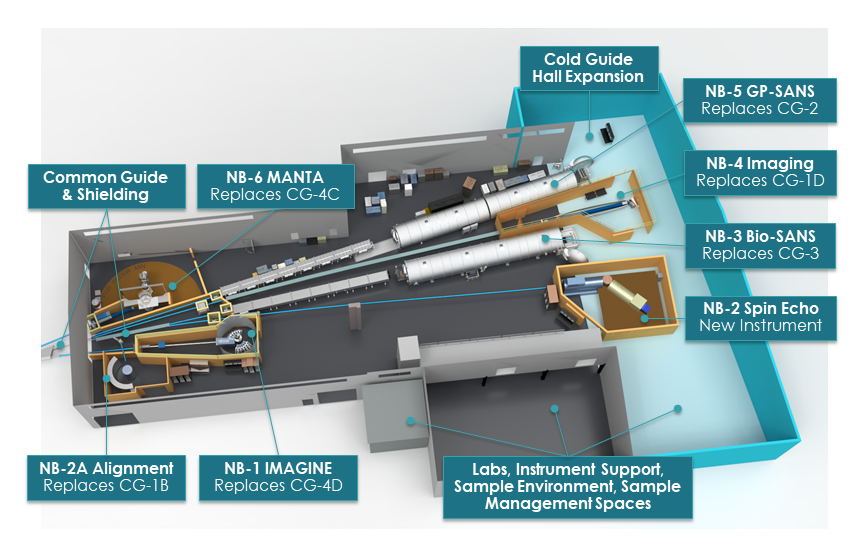 Cold Guide
Hall Expansion
NB-5 GP-SANS
Replaces CG-2
NB-4 Imaging
Replaces CG-1D
NB-3 Bio-SANS
Replaces CG-3
NB-2 Spin Echo
New Instrument
Common Guide
& Shielding
NB-6 MANTA
Replaces CG-4C
NB-2A Alignment
Replaces CG-1B
NB-1 IMAGINE
Replaces CG-4D
Labs, Instrument Support,
Sample Environment, Sample
Management Spaces